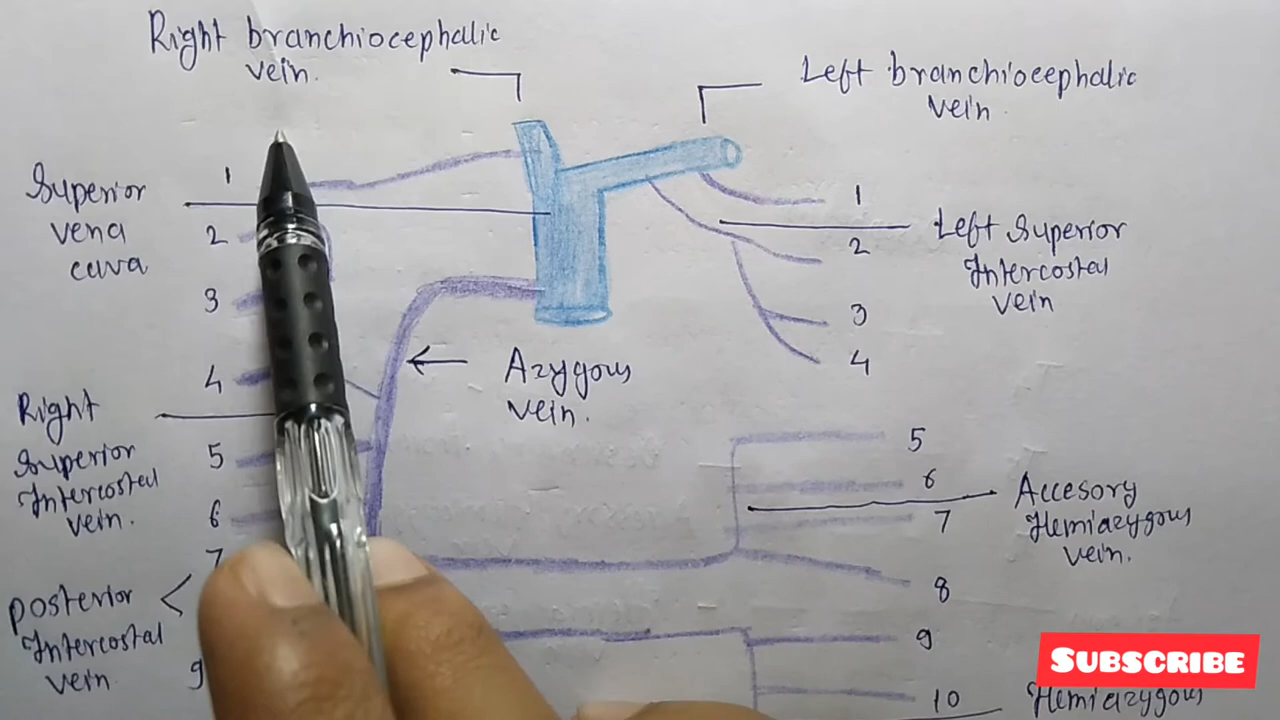 Right branchiocephalic
vein.
Left branchiocephalic
vein.
1
Superior
vena
cava
2
3
4
1
2
3
4
Left Superior
Intercostal
vein
Azygous
vein.
Right
Superior
Intercostal
vein.
5
6
7
5
6
7
8
Accesory
Hemiazygous
vein.
Posterior
Intercostal
vein
9
9
10
Hemiazygous
SUBSCRIBE